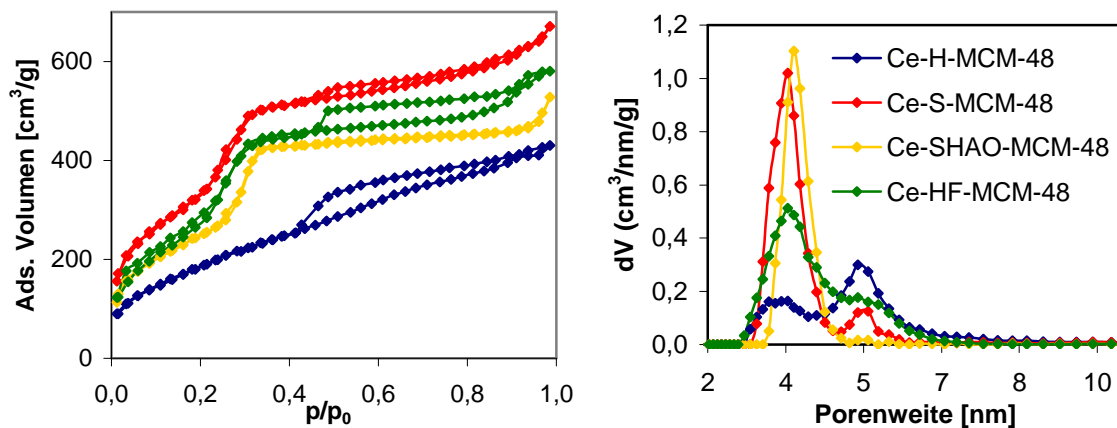 600
400
200
0
0,0
0,2
0,4
0,6
0,8
1,0
Ads. Volumen [cm³/g]
p/p₀
1,2
1,0
0,8
0,6
0,4
0,2
0,0
2
4
5
7
8
10
dV (cm³/nm/g)
Porenweite [nm]
Ce-H-MCM-48
Ce-S-MCM-48
Ce-SHAO-MCM-48
Ce-HF-MCM-48